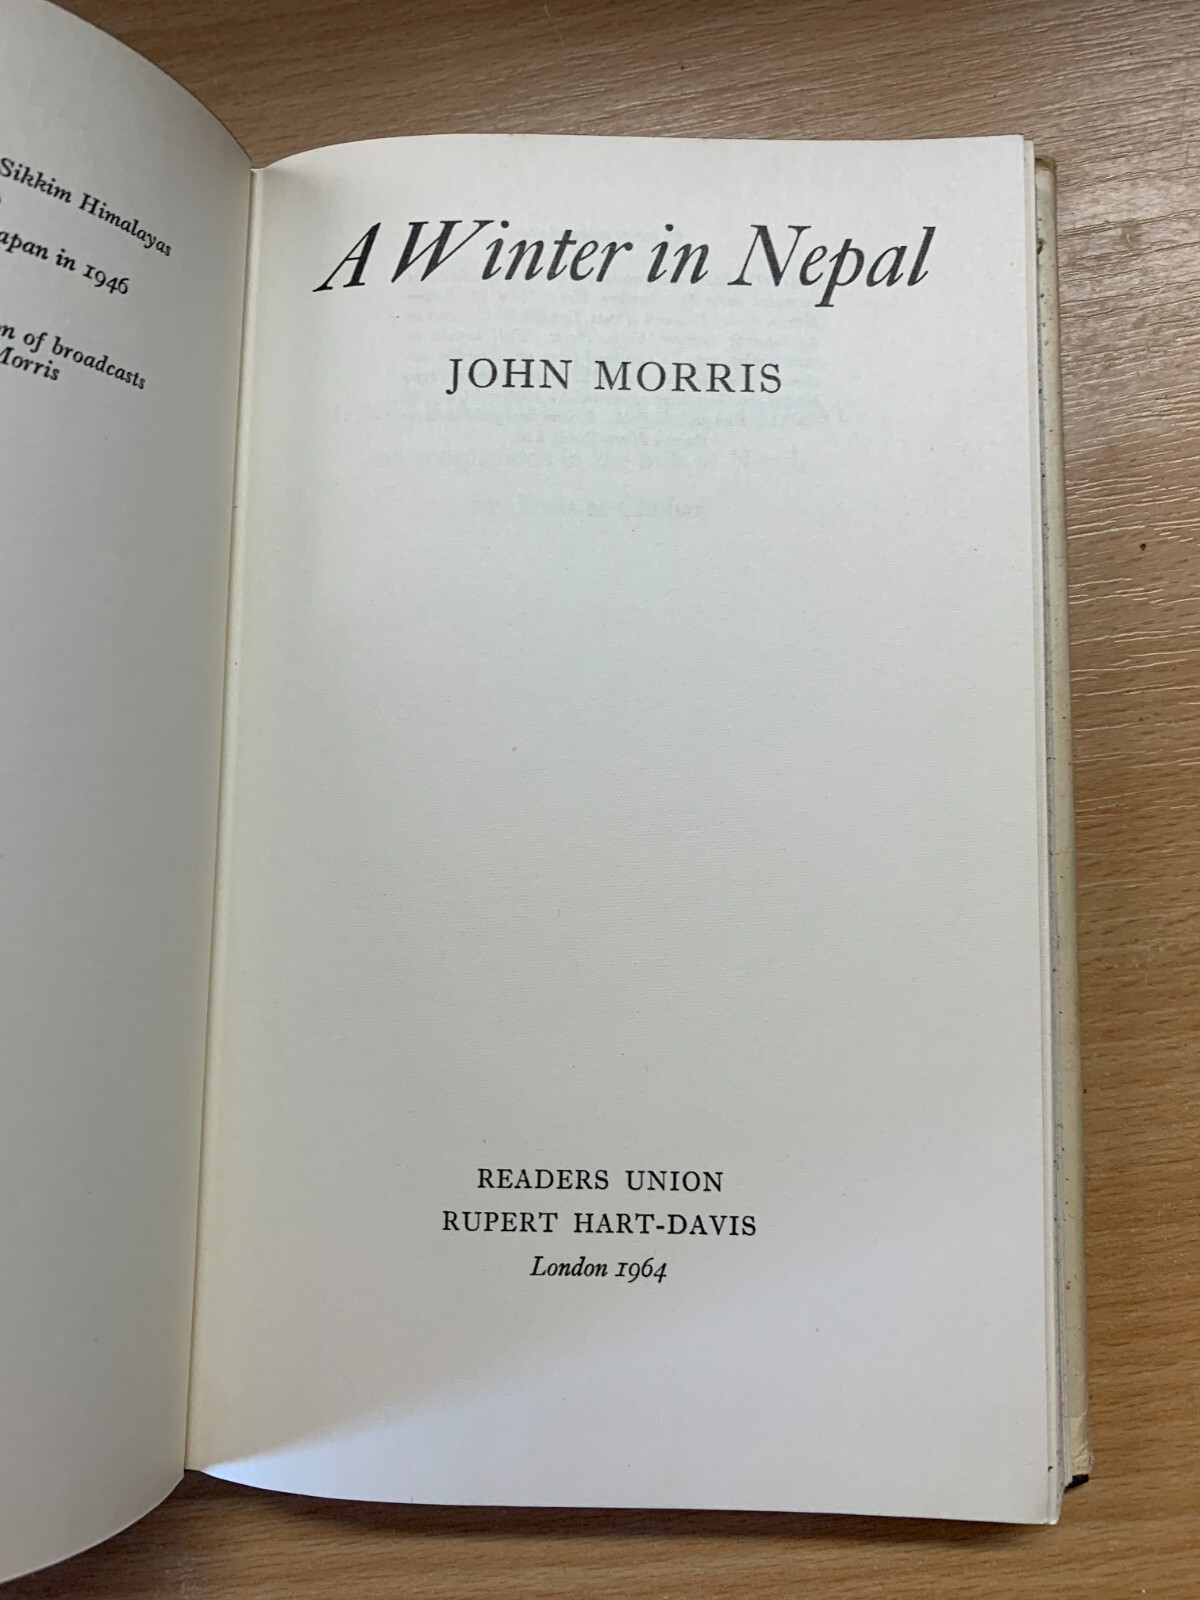 Sikkim Himalayas
apan in 1946
n of broadcasts
Morris
A Winter in Nepal
JOHN MORRIS
READERS UNION
RUPERT HART-DAVIS
London 1964